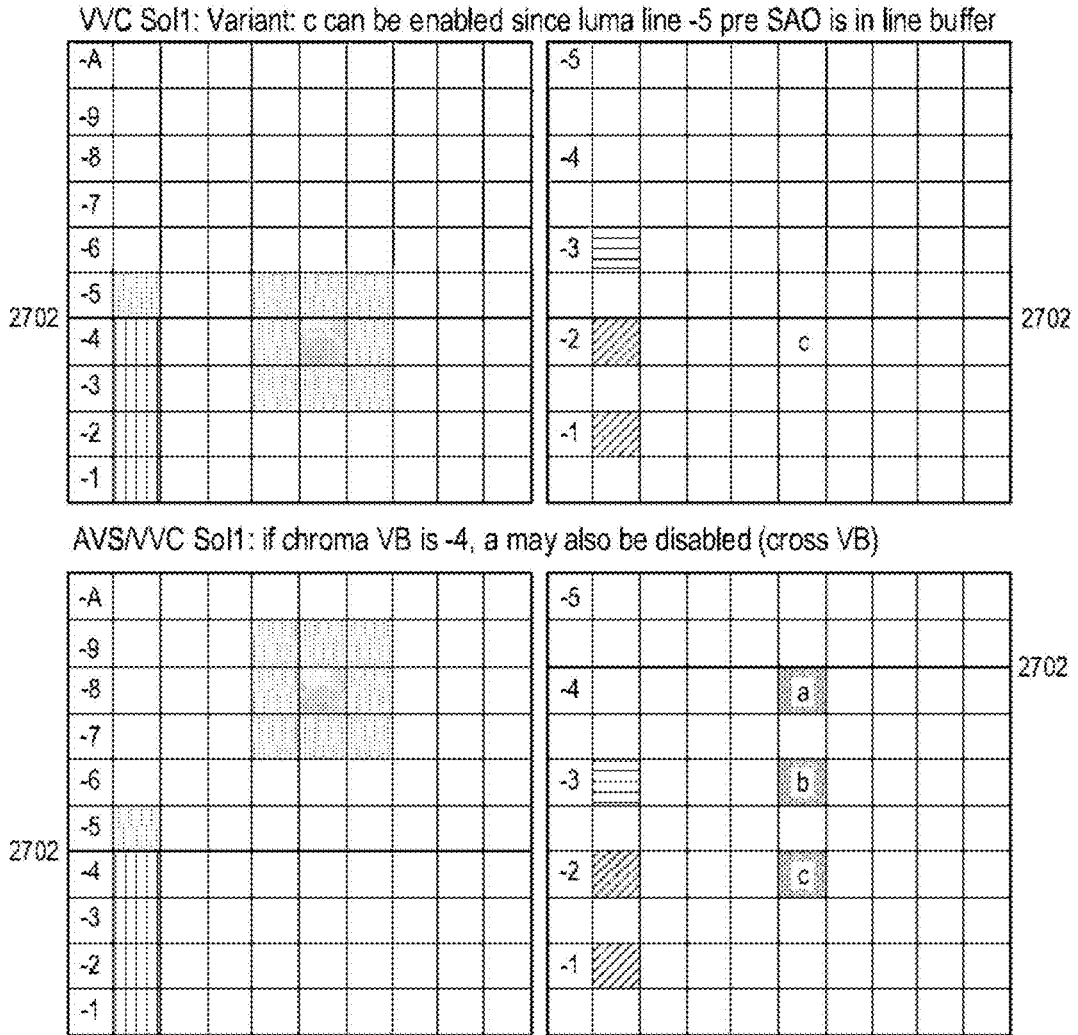 VVC Sol1: Variant: c can be enabled since luma line -5 pre SAO is in line buffer
-A -5
-9
-8 -4
-7
-6 -3
-5
2702 2702
-4 -2 c
-3
-2 -1
-1
AVS/VVC Sol1: if chroma VB is -4, a may also be disabled (cross VB)
-A -5
-9
2702
-8 -4 a
-7
-6 -3 b
-5
2702
-4 -2 c
-3
-2 -1
-1